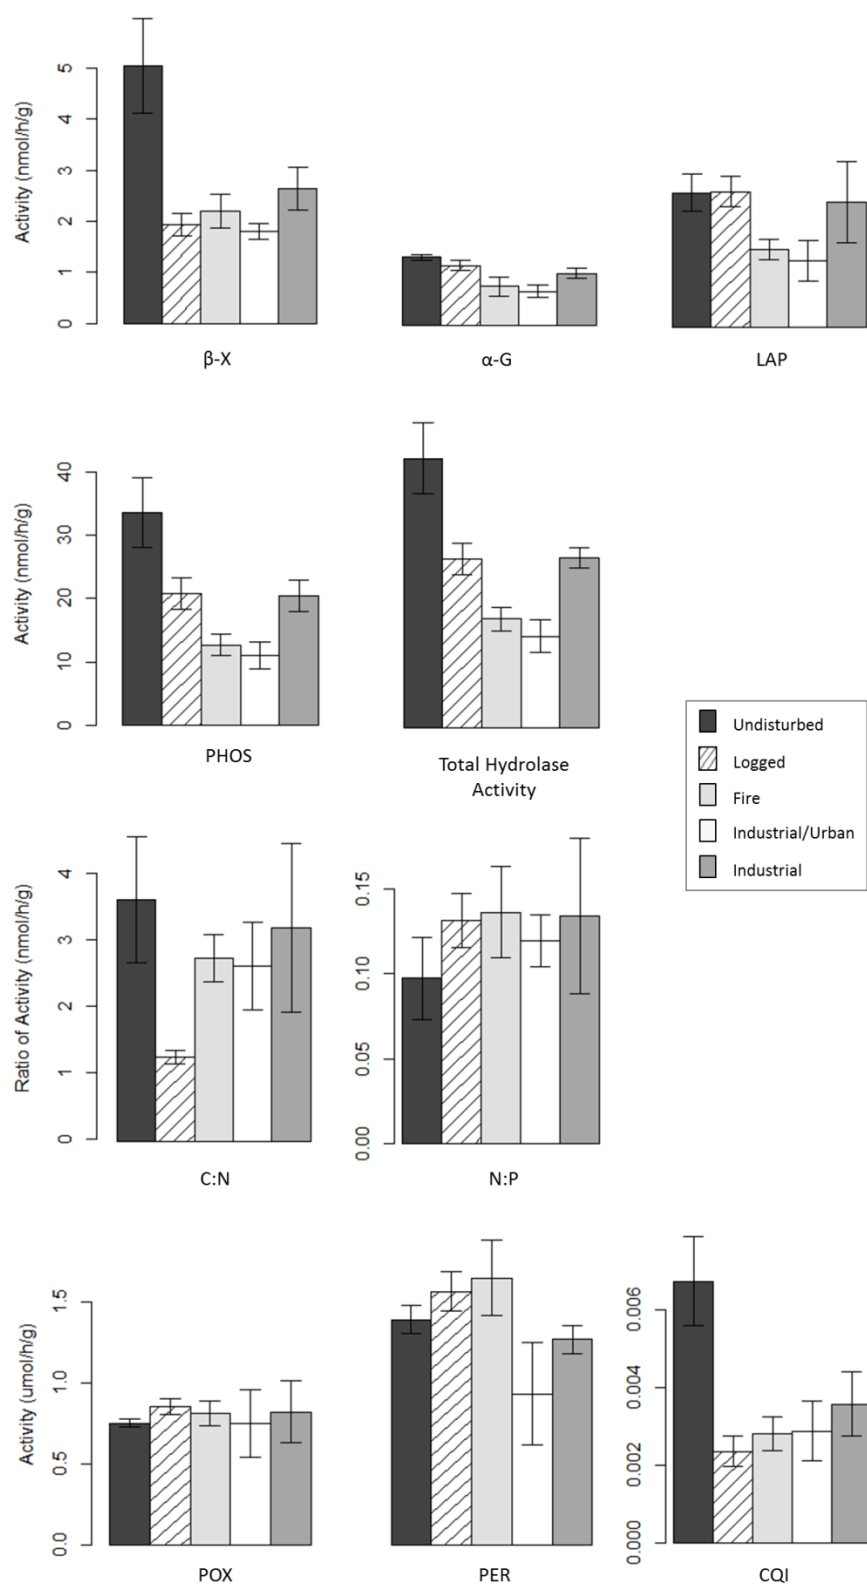 Activity (nmol/h/g)
0 1 2 3 4 5
β-X
α-G
LAP
Activity (nmol/h/g)
0 10 20 30 40
PHOS
Total Hydrolase
Activity
Undisturbed
Logged
Fire
Industrial/Urban
Industrial
Ratio of Activity (nmol/h/g)
0 1 2 3 4
C:N
0.00 0.05 0.10 0.15
N:P
Activity (umol/h/g)
0.0 0.5 1.0 1.5
POX
PER
0.000 0.002 0.004 0.006
CQI